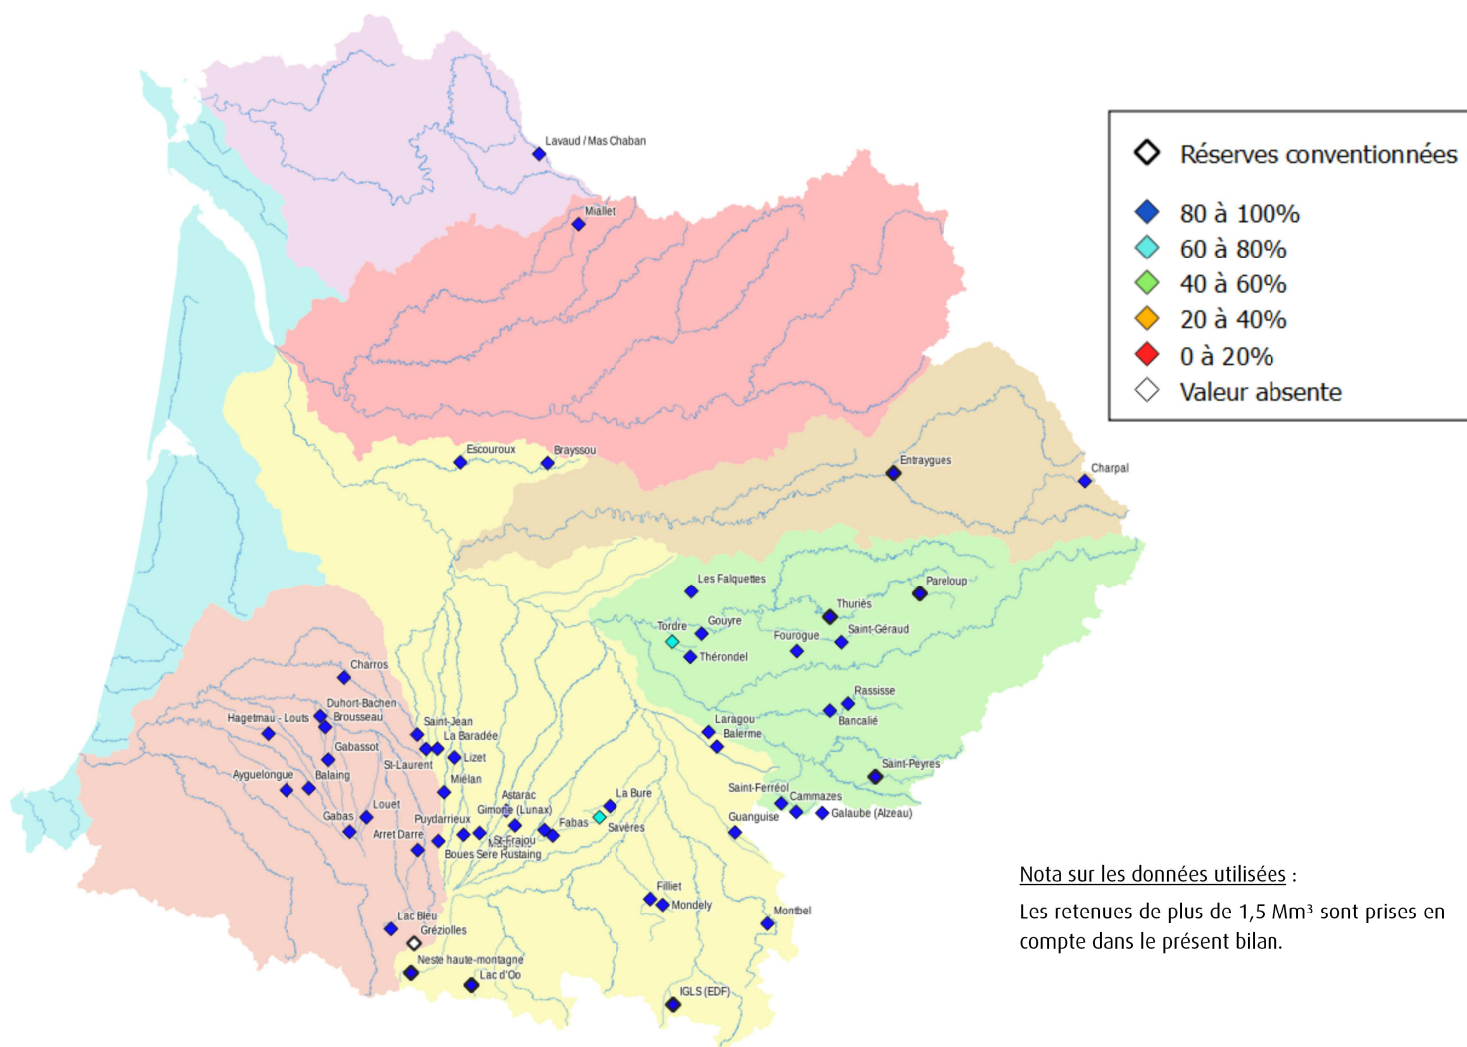 Lavaud / Mas Chaban
Réserves conventionnées
80 à 100%
60 à 80%
40 à 60%
20 à 40%
0 à 20%
Valeur absente
Miallet
Escouroux
Brayssou
Entraygues
Charpal
Les Falquettes
Pareloup
Thuriès
Tordre
Gouyre
Fourogue
Saint-Géraud
Thérondel
Charros
Rassisse
Duhort-Bachen
Hagetmau - Louts
Brousseau
Saint-Jean
Laragou
Bancalié
La Baradée
Balerme
Gabassot
St-Laurent
Lizet
Saint-Peyres
Ayguelongue
Balaing
Miélan
Saint-Ferréol
Astarac
La Bure
Cammazes
Louet
Gimone (Lunax)
Gabas
Puydarrieux
Guanguise
Galaube (Alzeau)
Fabas
Savères
Arret Darre
St-Frajou
Boues Sere Rustaing
Filliet
Mondely
Montbel
Lac Bleu
Gréziolles
Neste haute-montagne
Lac d'Oo
IGLS (EDF)
Nota sur les données utilisées :
Les retenues de plus de 1,5 Mm³ sont prises en
compte dans le présent bilan.